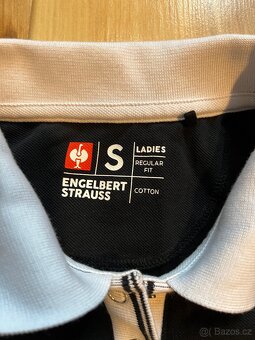 S
LADIES
REGULAR
FIT
ENGELBERT
STRAUSS
COTTON
Bazos.cz